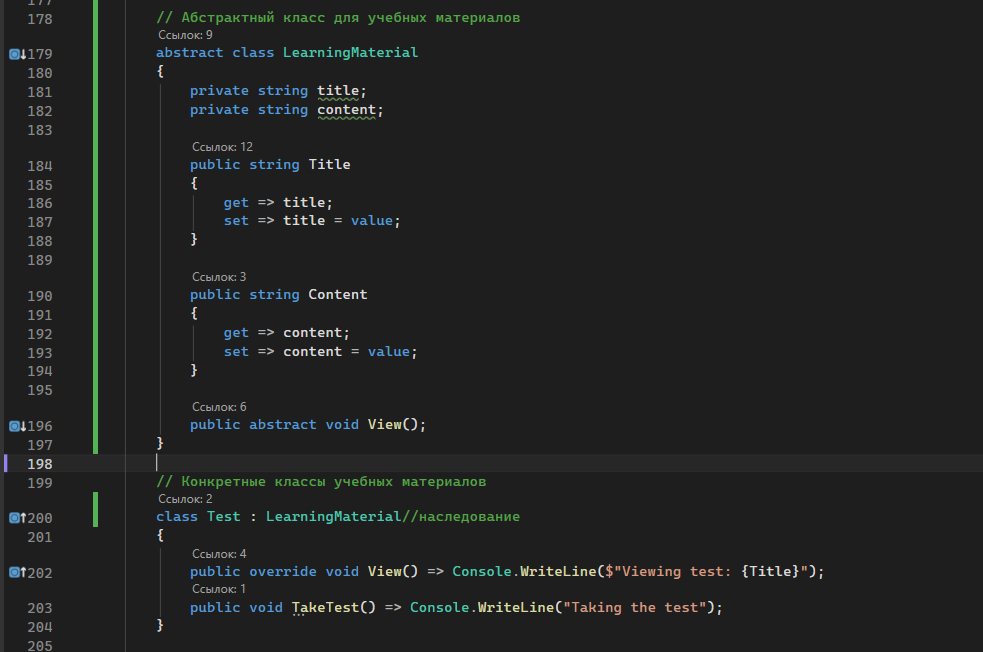 177
178 // Абстрактный класс для учебных материалов
Ссылок: 9
179 abstract class LearningMaterial
180 {
181 private string title;
182 private string content;
183
Ссылок: 12
184 public string Title
185 {
186 get => title;
187 set => title = value;
188 }
189
Ссылок: 3
190 public string Content
191 {
192 get => content;
193 set => content = value;
194 }
195
Ссылок: 6
196 public abstract void View();
197 }
198
199 // Конкретные классы учебных материалов
Ссылок: 2
200 class Test : LearningMaterial//наследование
201 {
Ссылок: 4
202 public override void View() => Console.WriteLine($"Viewing test: {Title}");
Ссылок: 1
203 public void TakeTest() => Console.WriteLine("Taking the test");
204 }
205